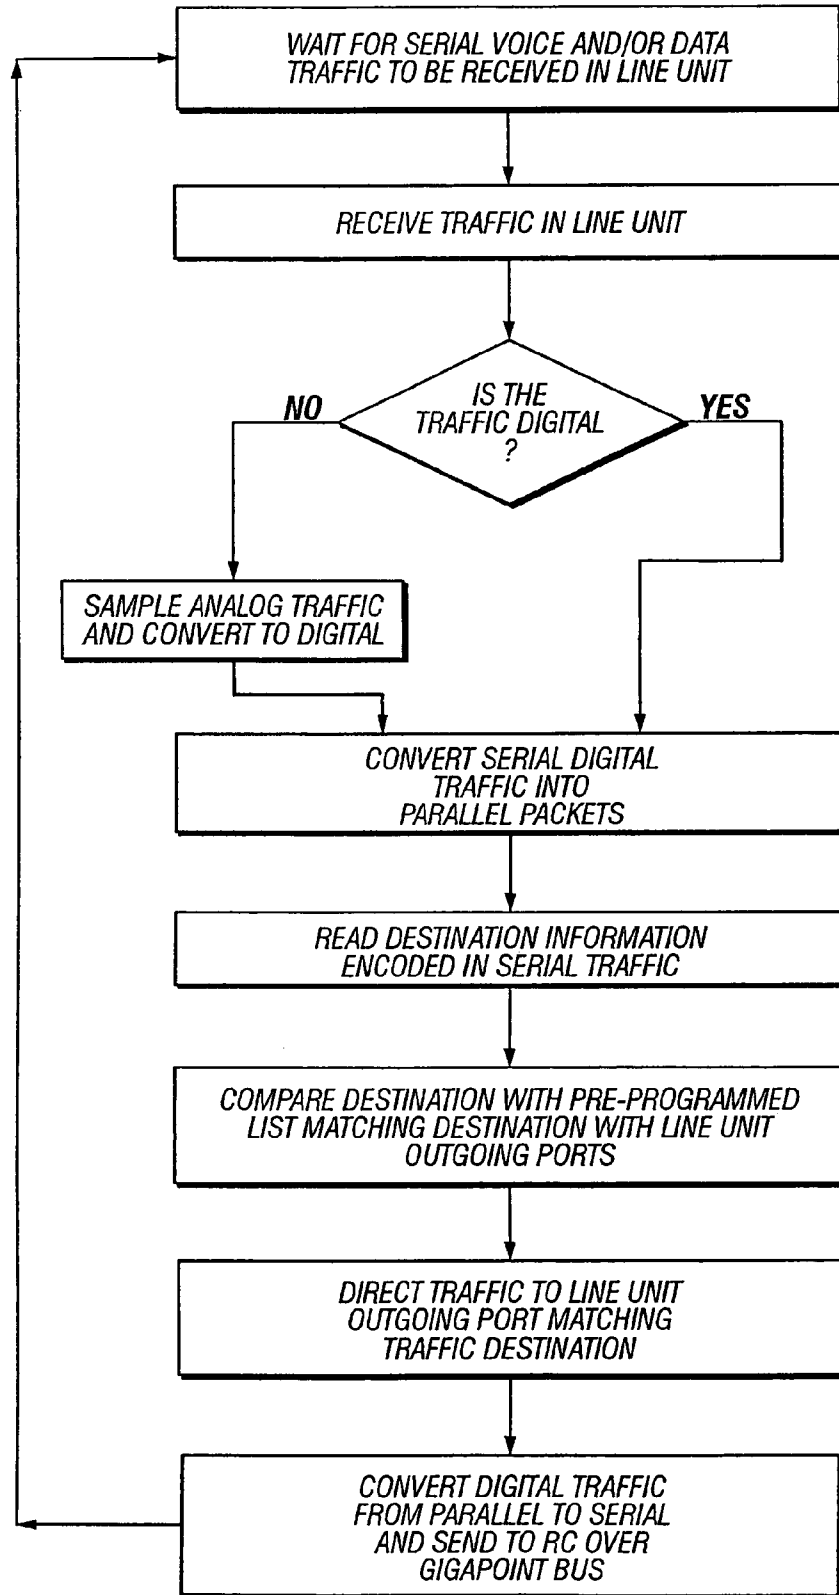 WAIT FOR SERIAL VOICE AND/OR DATA
TRAFFIC TO BE RECEIVED IN LINE UNIT
RECEIVE TRAFFIC IN LINE UNIT
IS THE
TRAFFIC DIGITAL
?
NO
YES
SAMPLE ANALOG TRAFFIC
AND CONVERT TO DIGITAL
CONVERT SERIAL DIGITAL
TRAFFIC INTO
PARALLEL PACKETS
READ DESTINATION INFORMATION
ENCODED IN SERIAL TRAFFIC
COMPARE DESTINATION WITH PRE-PROGRAMMED
LIST MATCHING DESTINATION WITH LINE UNIT
OUTGOING PORTS
DIRECT TRAFFIC TO LINE UNIT
OUTGOING PORT MATCHING
TRAFFIC DESTINATION
CONVERT DIGITAL TRAFFIC
FROM PARALLEL TO SERIAL
AND SEND TO RC OVER
GIGAPOINT BUS